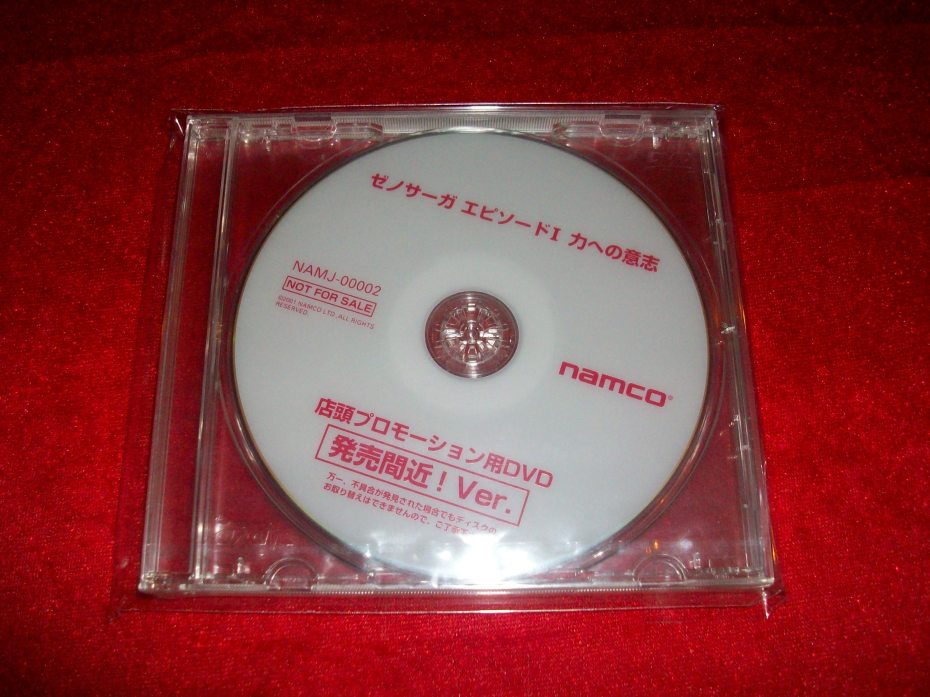 ゼノサーガ エピソードI 力への意志
NAMJ-00002
NOT FOR SALE
©2001 NAMCO LTD.,ALL RIGHTS
RESERVED.
namco®
店頭プロモーション用DVD
発売間近！Ver.
万一、不具合が発見された場合でもディスクの
お取り替えはできませんので、ご了承